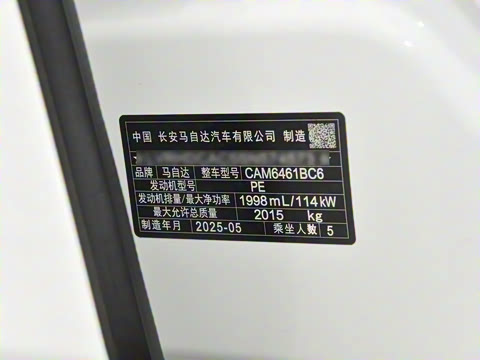 中国 长安马自达汽车有限公司 制造
品牌 马自达 整车型号 CAM6461BC6
发动机型号 PE
发动机排量/最大净功率 1998mL/114kW
最大允许总质量 2015 kg
制造年月 2025-05 乘坐人数 5